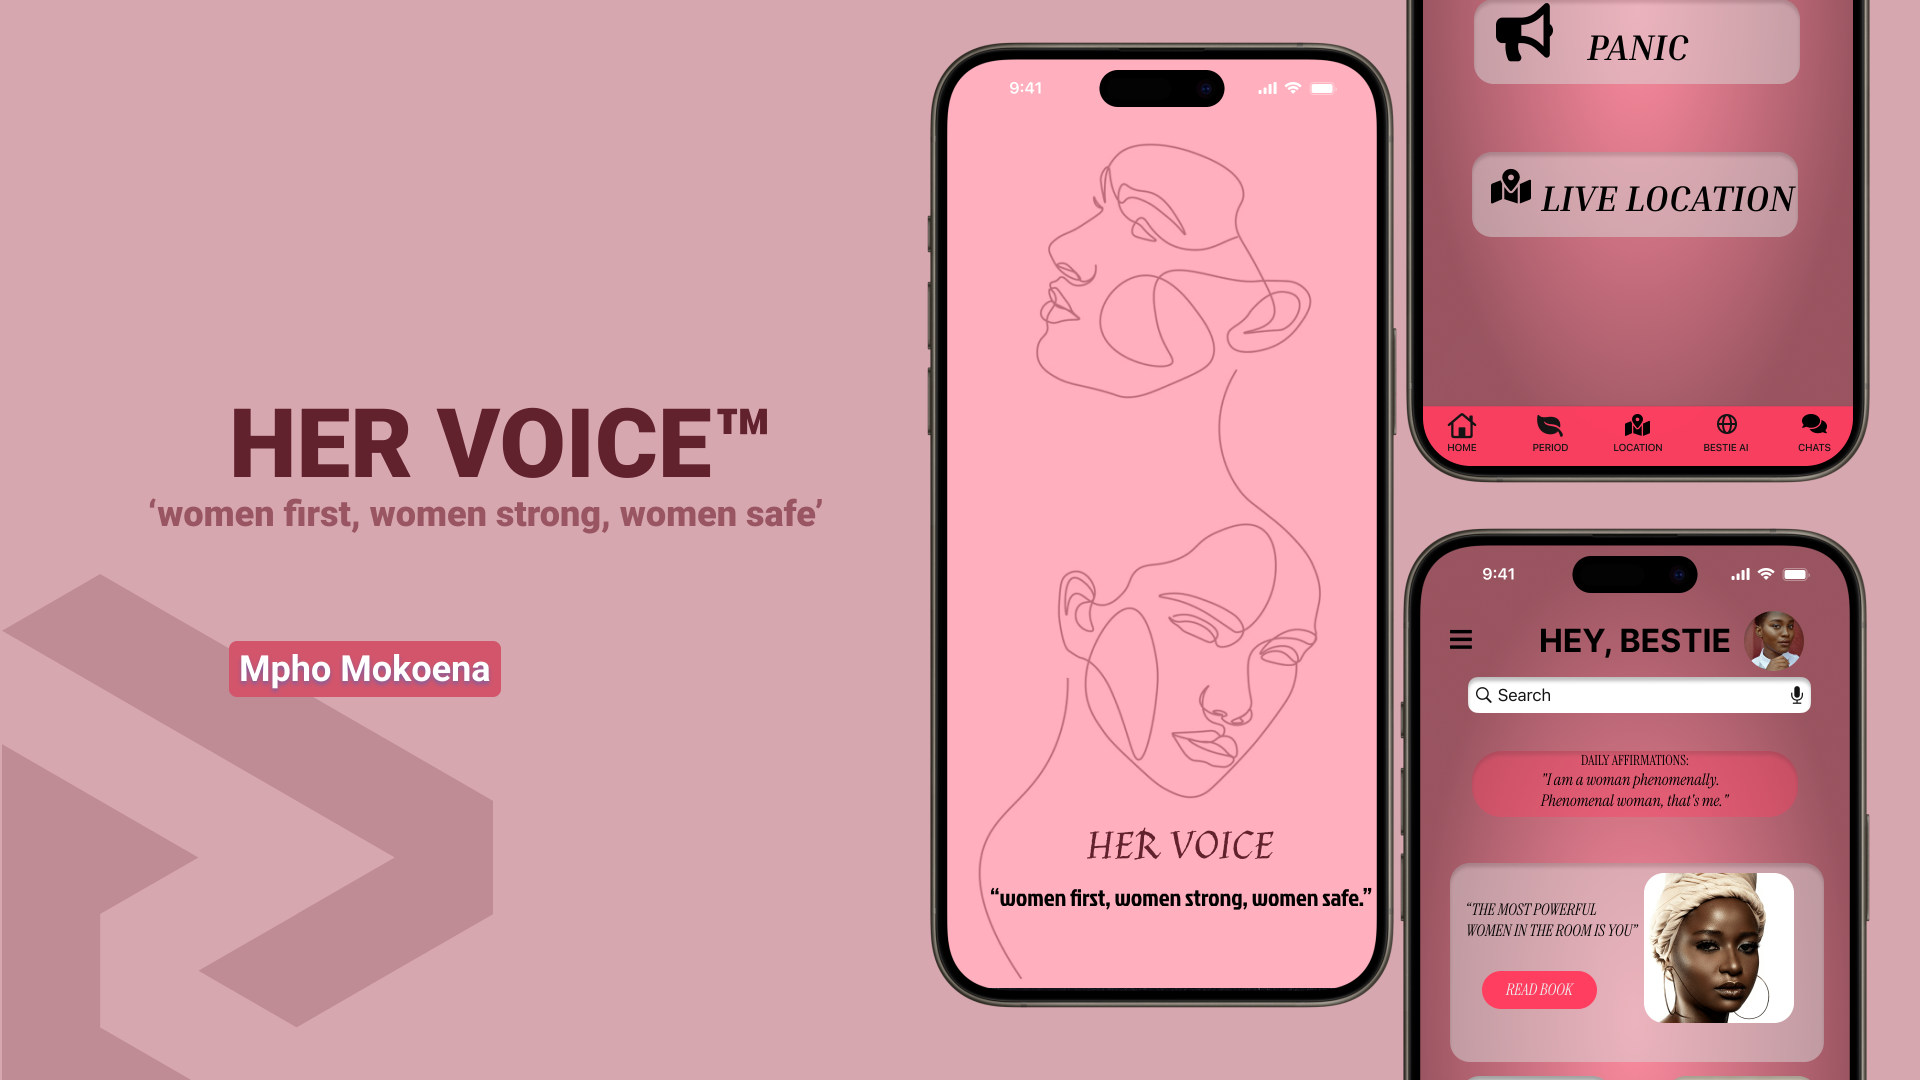 HER VOICE™
‘women first, women strong, women safe’
Mpho Mokoena
9:41
HER VOICE
“women first, women strong, women safe.”
PANIC
LIVE LOCATION
HOME
PERIOD
LOCATION
BESTIE AI
CHATS
9:41
HEY, BESTIE
Search
DAILY AFFIRMATIONS:
"I am a woman phenomenally.
Phenomenal woman, that's me."
“THE MOST POWERFUL
WOMEN IN THE ROOM IS YOU”
READ BOOK